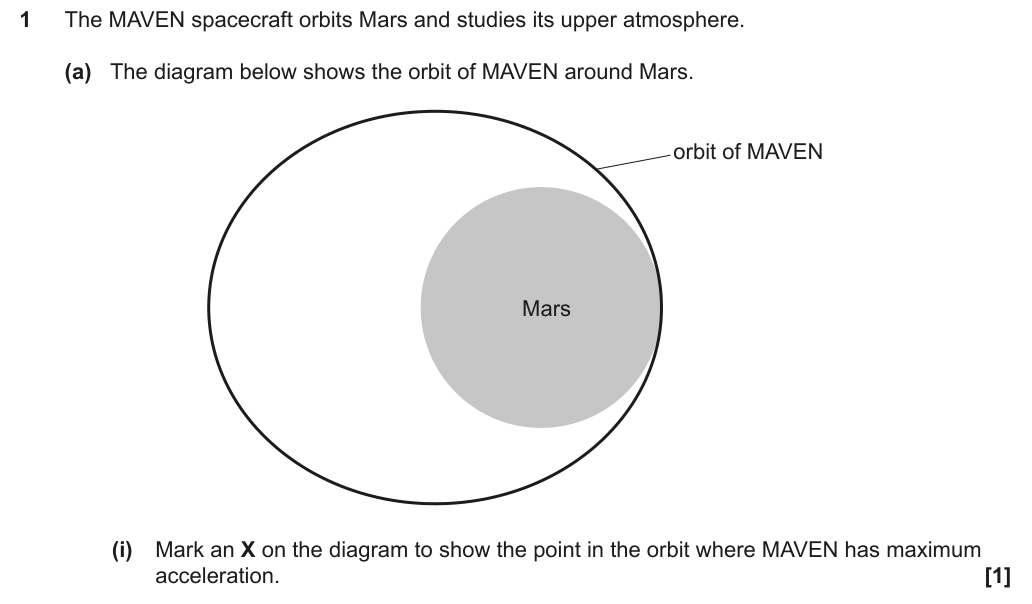 1 The MAVEN spacecraft orbits Mars and studies its upper atmosphere.
(a) The diagram below shows the orbit of MAVEN around Mars.
orbit of MAVEN
Mars
(i) Mark an X on the diagram to show the point in the orbit where MAVEN has maximum
acceleration. [1]